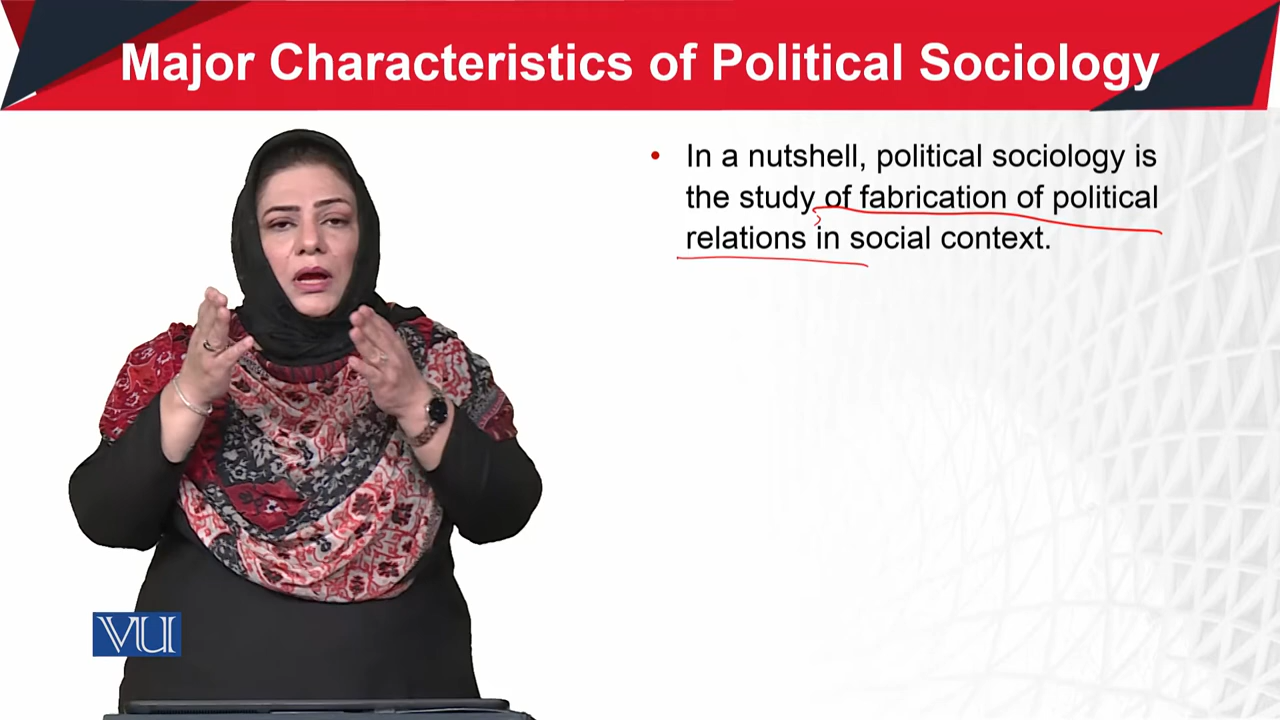 Major Characteristics of Political Sociology
• In a nutshell, political sociology is
the study of fabrication of political
relations in social context.
VU